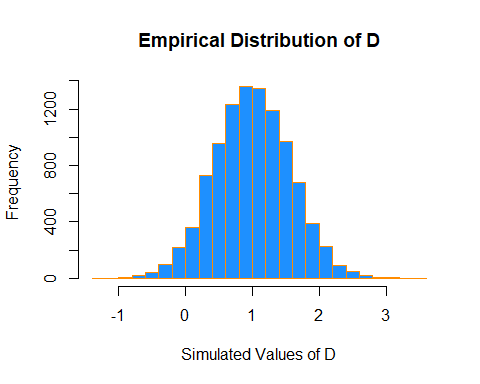 Empirical Distribution of D
Frequency
1200
800
400
0
-1 0 1 2 3
Simulated Values of D